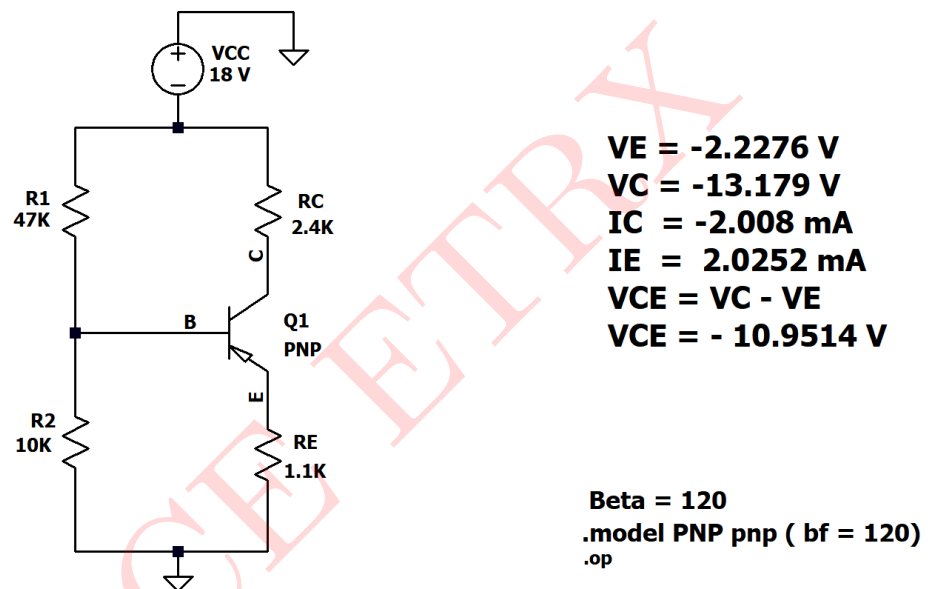 VCC
18 V
R1
47K
RC
2.4K
C
B
Q1
PNP
E
R2
10K
RE
1.1K
VE = -2.2276 V
VC = -13.179 V
IC = -2.008 mA
IE = 2.0252 mA
VCE = VC - VE
VCE = - 10.9514 V
Beta = 120
.model PNP pnp ( bf = 120)
.op
CE ETRX